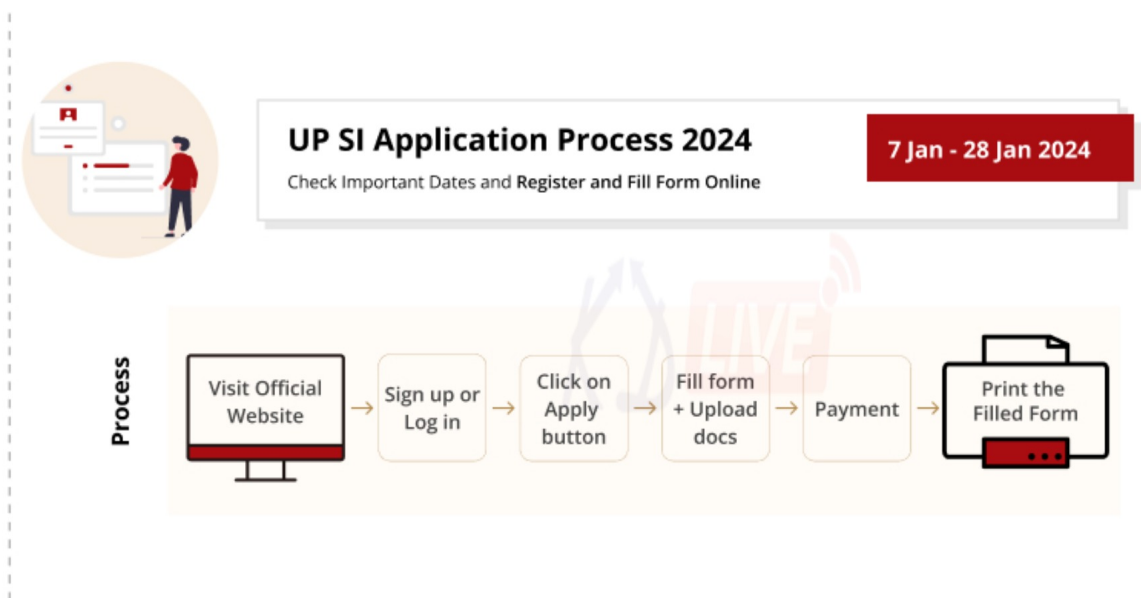 UP SI Application Process 2024
7 Jan - 28 Jan 2024
Check Important Dates and Register and Fill Form Online
LIVE
Process
Visit Official
Website
Sign up or
Log in
Click on
Apply
button
Fill form
+ Upload
docs
Payment
Print the
Filled Form